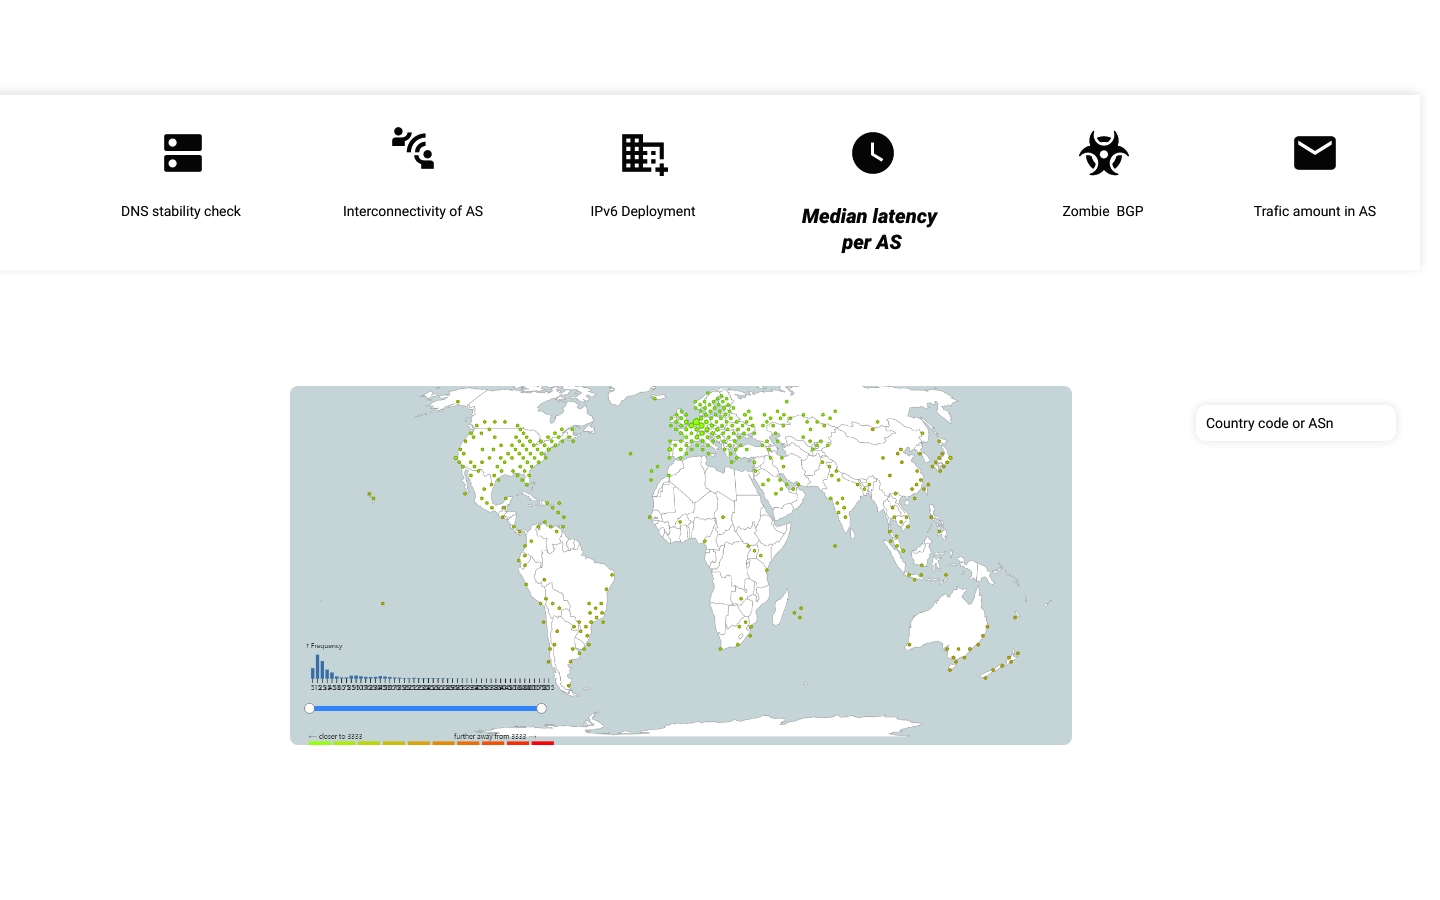 DNS stability check
Interconnectivity of AS
IPv6 Deployment
Median latency
per AS
Zombie BGP
Trafic amount in AS
Country code or ASn
↑ Frequency
← closer to 3333
further away from 3333 →